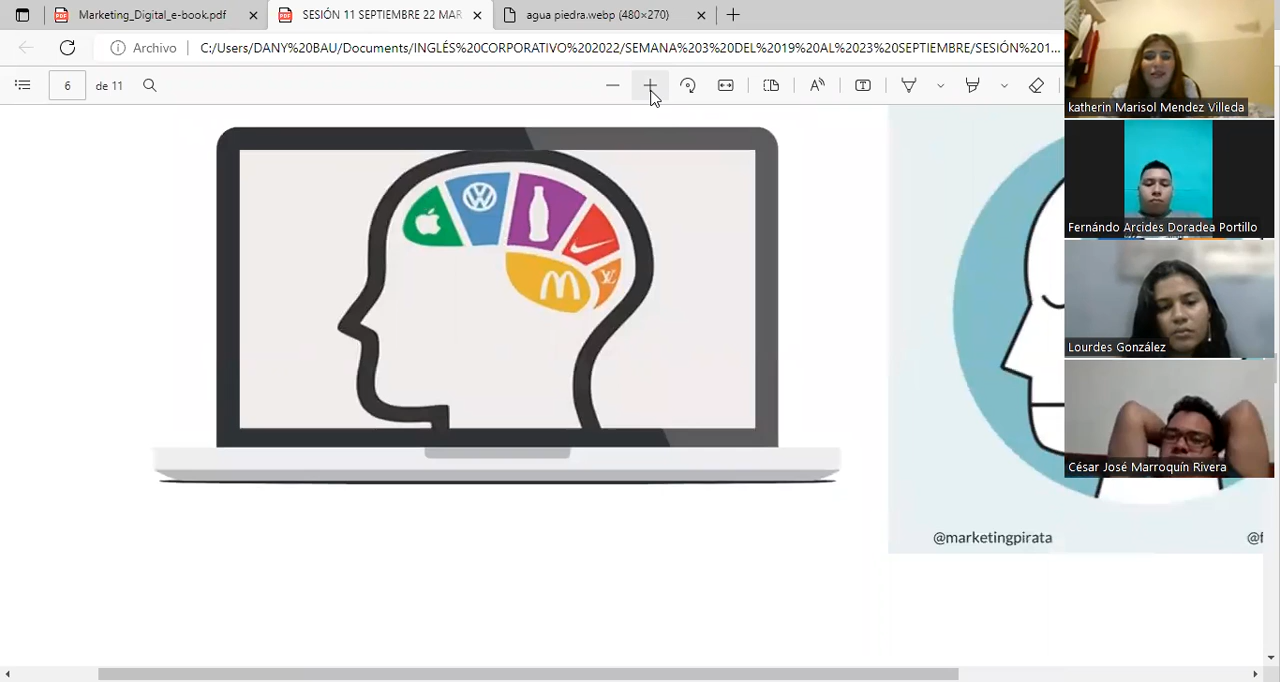 Marketing_Digital_e-book.pdf
SESIÓN 11 SEPTIEMBRE 22 MAR
agua piedra.webp (480×270)
Archivo
C:/Users/DANY%20BAU/Documents/INGLÉS%20CORPORATIVO%202022/SEMANA%203%20DEL%2019%20AL%2023%20SEPTIEMBRE/SESIÓN%201...
6 de 11
katherin Marisol Mendez Villeda
Fernándo Arcides Doradea Portillo
Lourdes González
César José Marroquín Rivera
@marketingpirata
@f